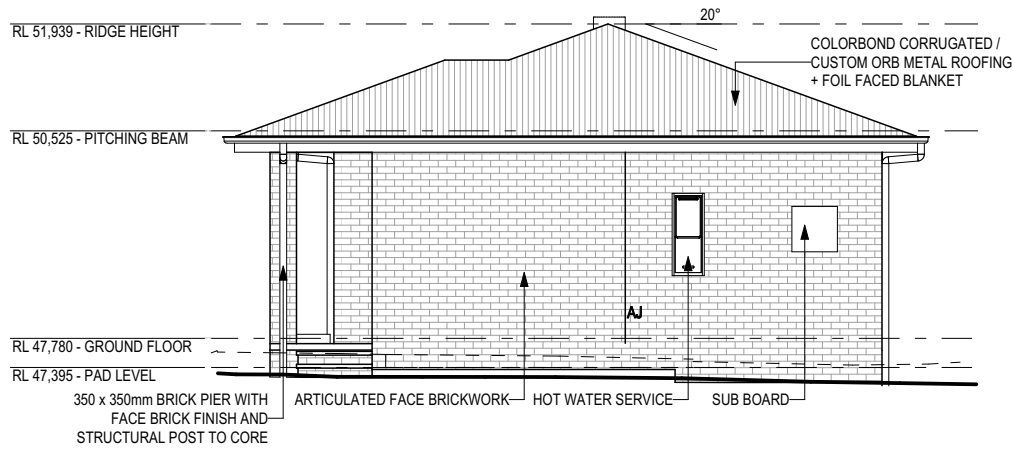 20°
RL 51,939 - RIDGE HEIGHT
COLORBOND CORRUGATED /
CUSTOM ORB METAL ROOFING
+ FOIL FACED BLANKET
RL 50,525 - PITCHING BEAM
AJ
RL 47,780 - GROUND FLOOR
RL 47,395 - PAD LEVEL
350 x 350mm BRICK PIER WITH
FACE BRICK FINISH AND
STRUCTURAL POST TO CORE
ARTICULATED FACE BRICKWORK
HOT WATER SERVICE
SUB BOARD